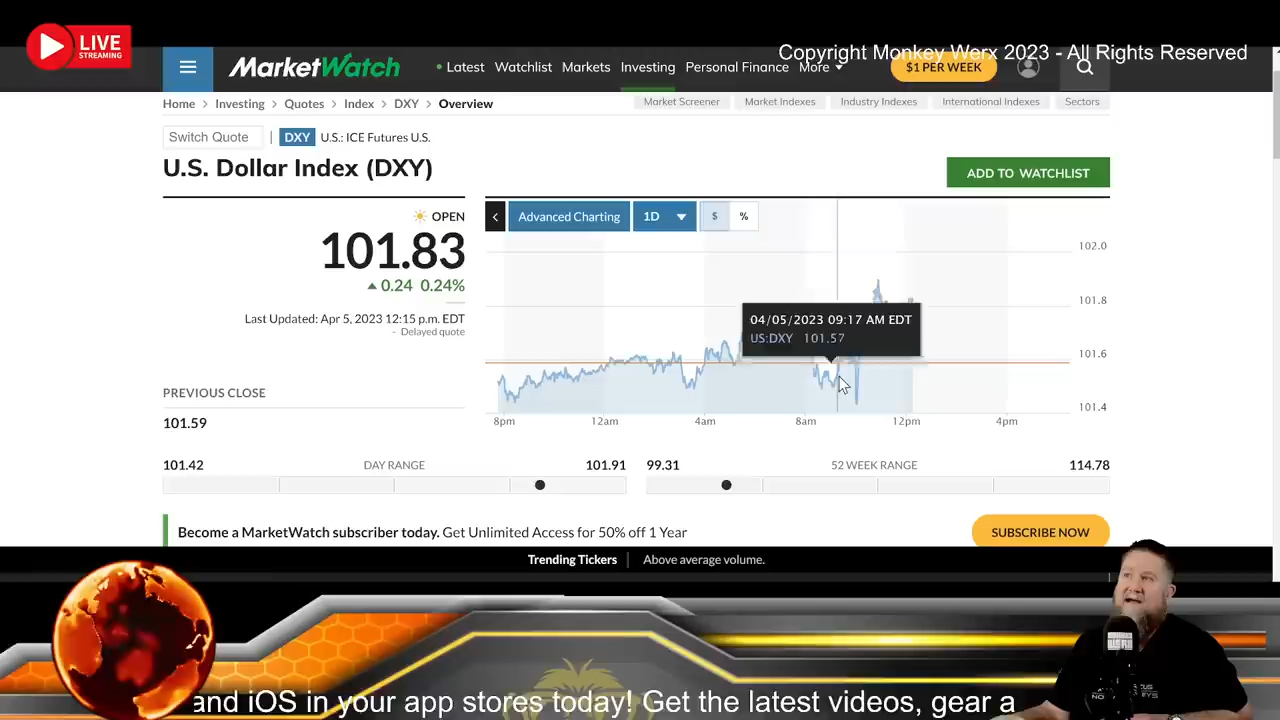 LIVE
STREAMING
Copyright Monkey Werx 2023 - All Rights Reserved
MarketWatch
Latest Watchlist Markets Investing Personal Finance More $1 PER WEEK
Home > Investing > Quotes > Index > DXY > Overview
Market Screener Market Indexes Industry Indexes International Indexes Sectors
Switch Quote | DXY U.S.: ICE Futures U.S.
U.S. Dollar Index (DXY)
ADD TO WATCHLIST
OPEN
101.83
0.24 0.24%
Last Updated: Apr 5, 2023 12:15 p.m. EDT
- Delayed quote
PREVIOUS CLOSE
101.59
< Advanced Charting 1D $ %
102.0
101.8
101.6
101.4
04/05/2023 09:17 AM EDT
US:DXY 101.57
8pm 12am 4am 8am 12pm 4pm
101.42 DAY RANGE 101.91
99.31 52 WEEK RANGE 114.78
Become a MarketWatch subscriber today. Get Unlimited Access for 50% off 1 Year
SUBSCRIBE NOW
Trending Tickers | Above average volume.
and iOS in your app stores today! Get the latest videos, gear a